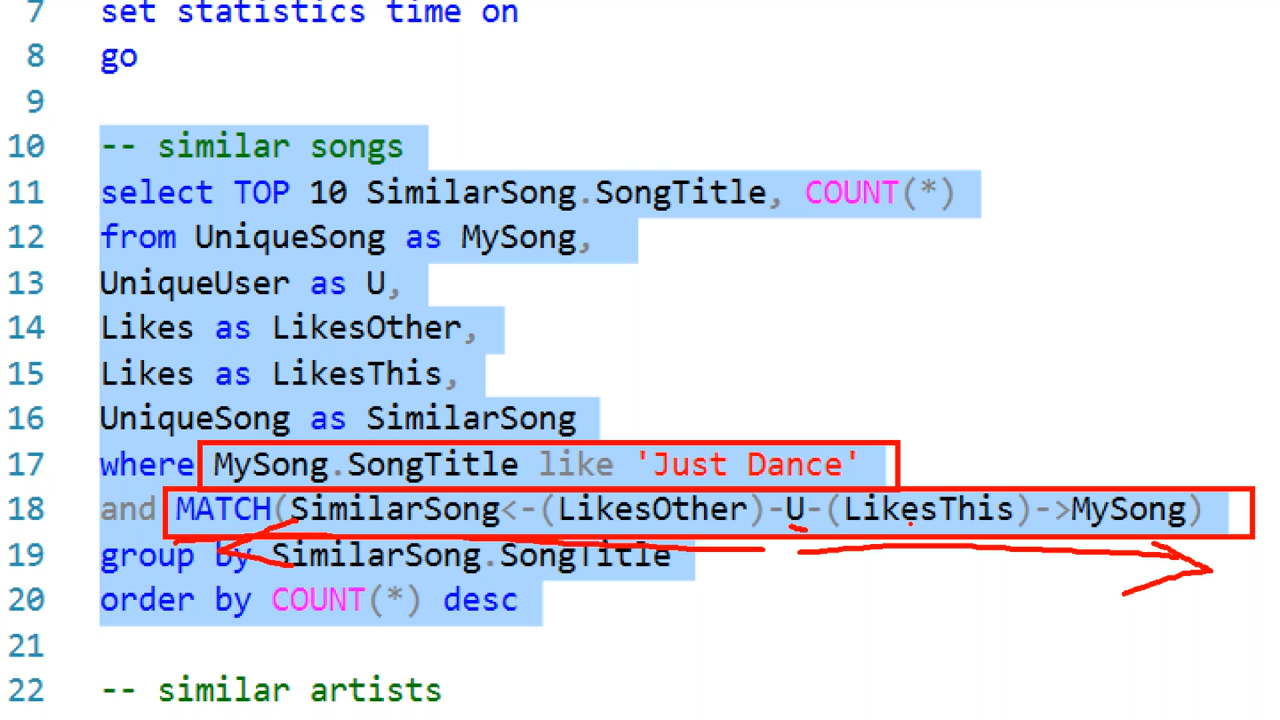 7 set statistics time on
8 go
9
10 -- similar songs
11 select TOP 10 SimilarSong.SongTitle, COUNT(*)
12 from UniqueSong as MySong,
13 UniqueUser as U,
14 Likes as LikesOther,
15 Likes as LikesThis,
16 UniqueSong as SimilarSong
17 where MySong.SongTitle like 'Just Dance'
18 and MATCH(SimilarSong<-(LikesOther)-U-(LikesThis)->MySong)
19 group by SimilarSong.SongTitle
20 order by COUNT(*) desc
21
22 -- similar artists